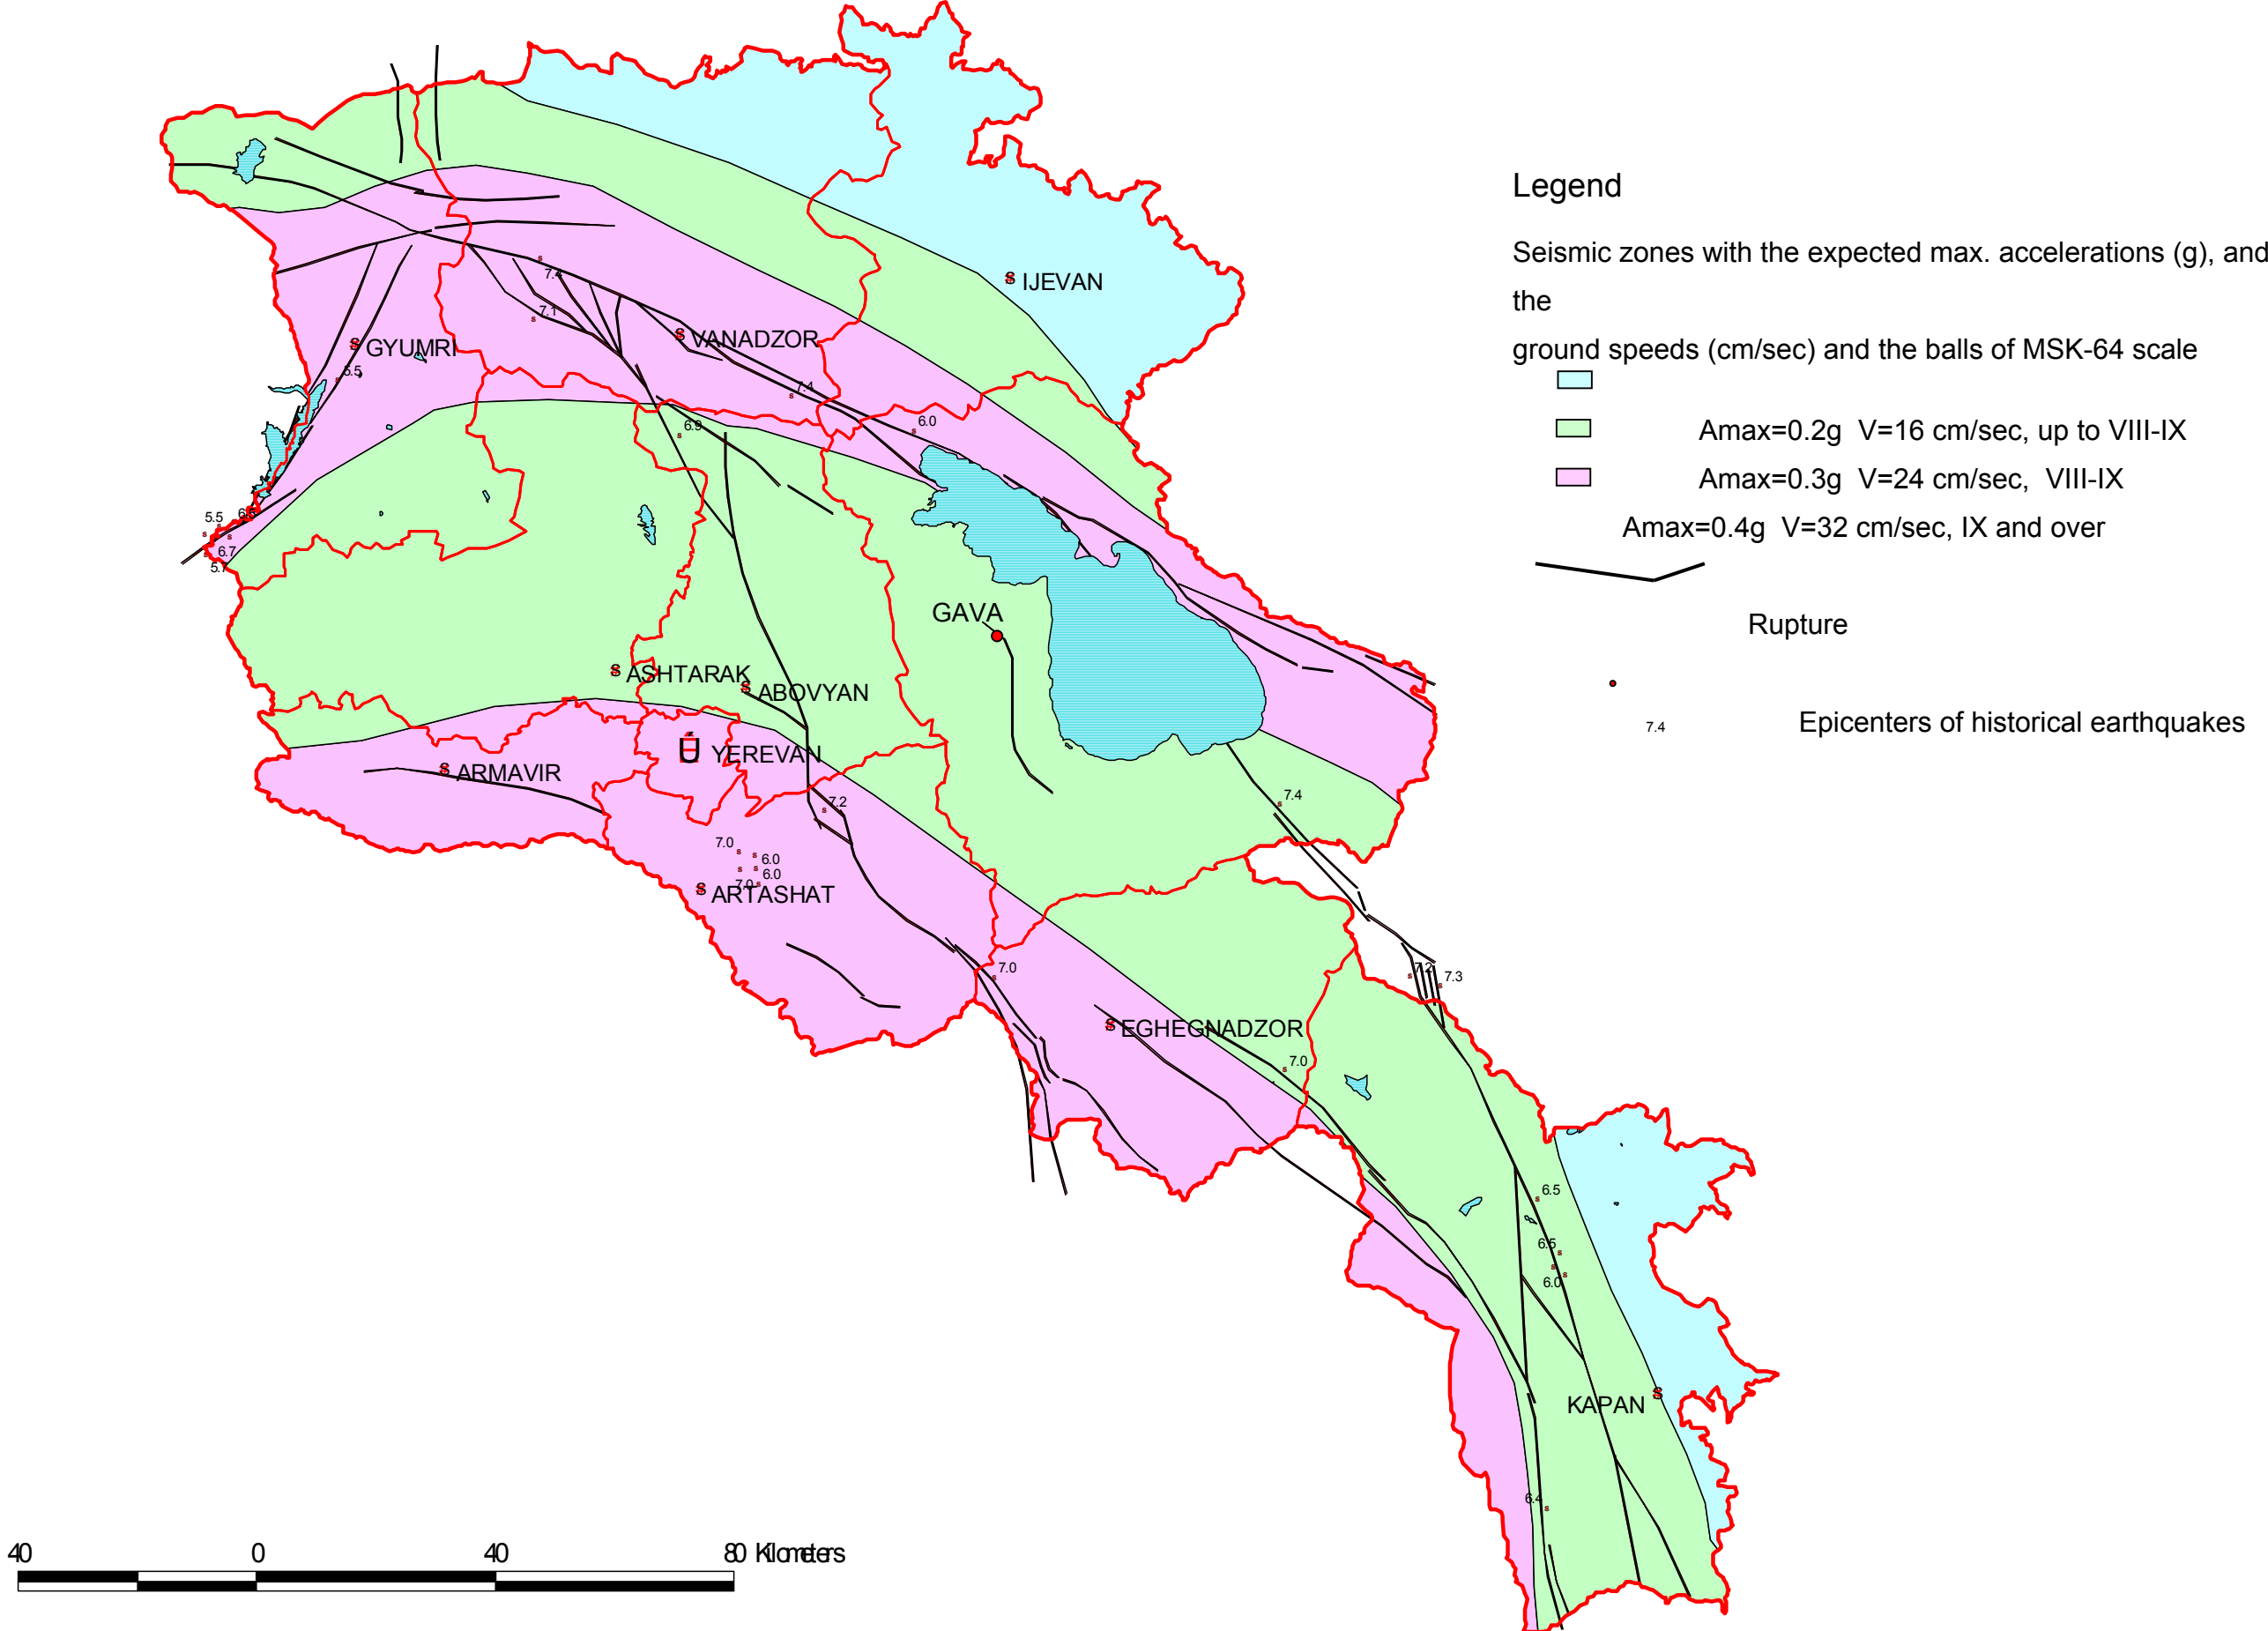 Legend
Seismic zones with the expected max. accelerations (g), and
the
ground speeds (cm/sec) and the balls of MSK-64 scale
Amax=0.2g V=16 cm/sec, up to VIII-IX
Amax=0.3g V=24 cm/sec, VIII-IX
Amax=0.4g V=32 cm/sec, IX and over
Rupture
7.4
Epicenters of historical earthquakes
IJEVAN
7.4
7.1
VANADZOR
GYUMRI
5.5
7.4
6.0
6.9
5.5
6.5
6.7
5.7
GAVA
ASHTARAK
ABOVYAN
Ú YEREVAN
ARMAVIR
7.2
7.4
7.0
6.0
6.0
7.0
ARTASHAT
7.0
7.2
7.3
EGHEGNADZOR
7.0
6.5
6.5
6.0
KAPAN
6.4
40 0 40 80 Kilometers